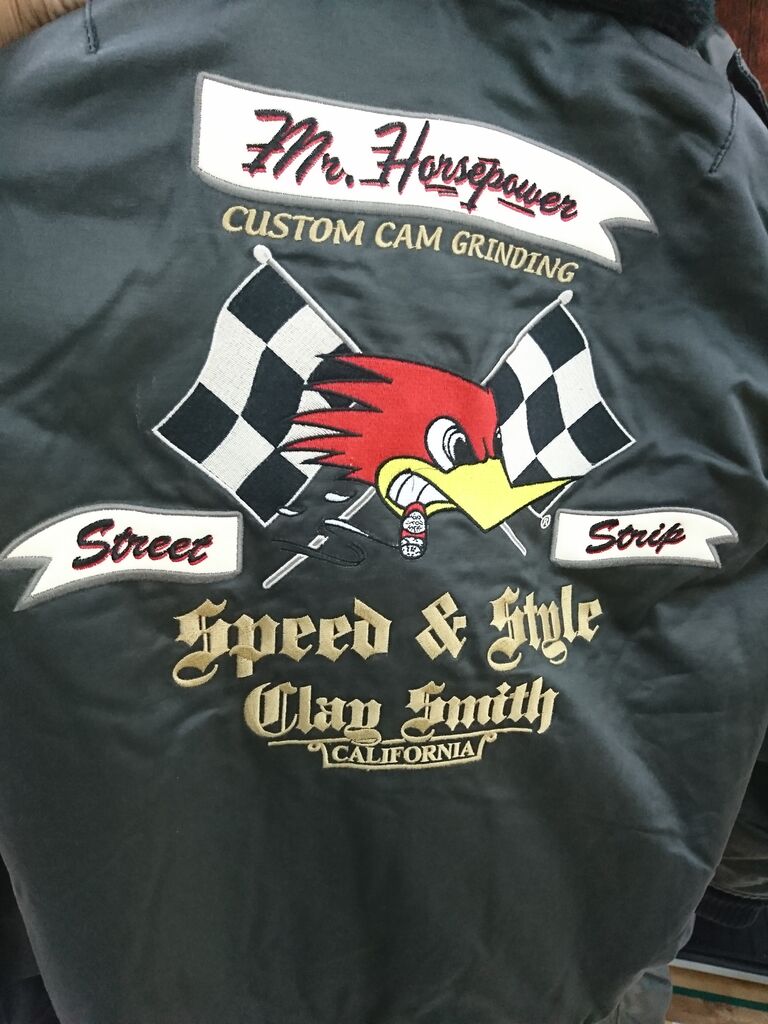 Mr. Horsepower
CUSTOM CAM GRINDING
®
Street
Strip
Speed & Style
Clay Smith
CALIFORNIA